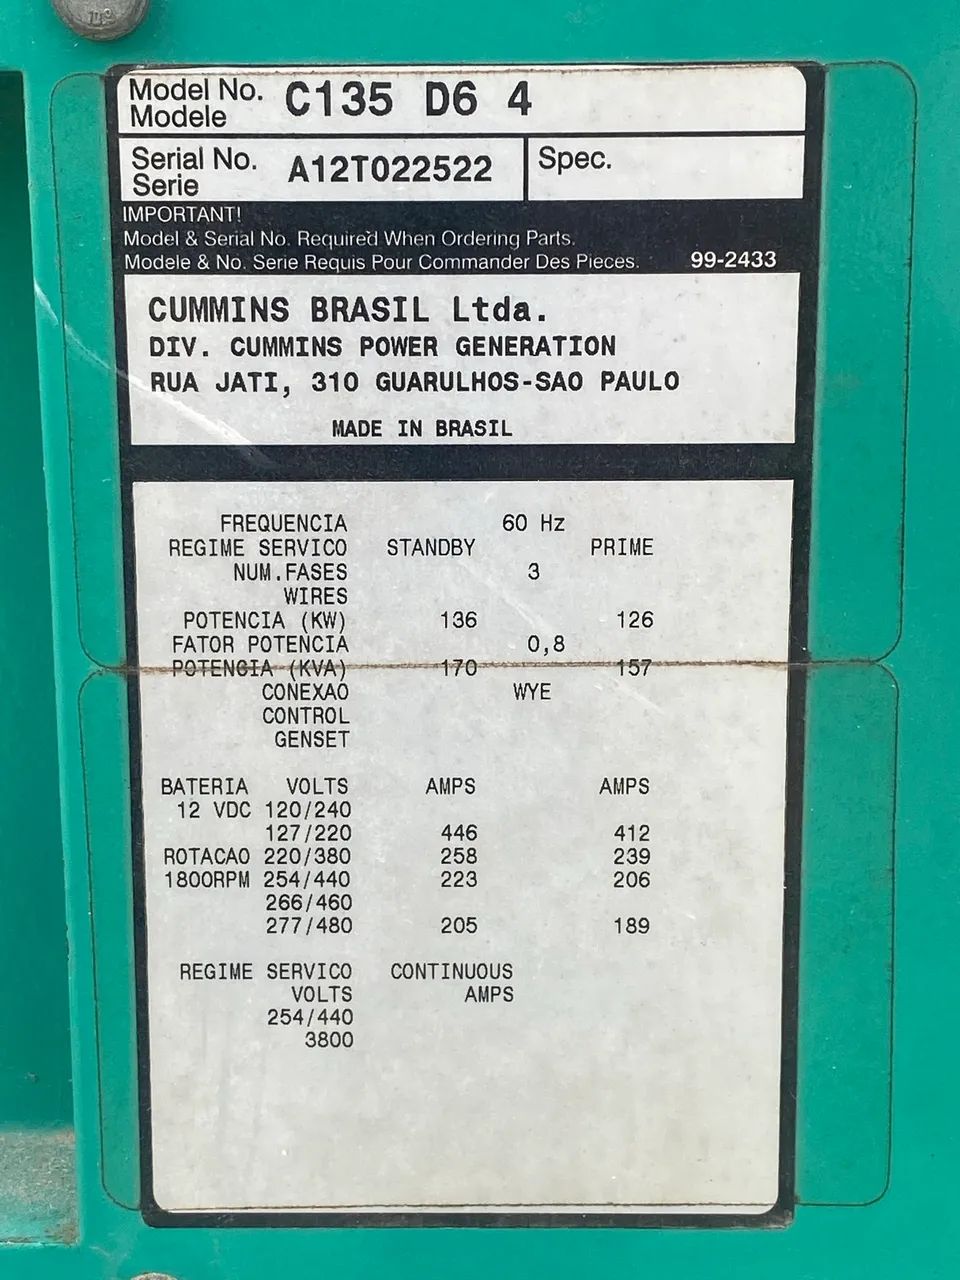 Model No. C135 D6 4
Modele
Serial No. A12T022522 Spec.
Serie
IMPORTANT!
Model & Serial No. Required When Ordering Parts.
Modele & No. Serie Requis Pour Commander Des Pieces. 99-2433
CUMMINS BRASIL Ltda.
DIV. CUMMINS POWER GENERATION
RUA JATI, 310 GUARULHOS-SAO PAULO
MADE IN BRASIL
FREQUENCIA 60 Hz
REGIME SERVICO STANDBY PRIME
NUM.FASES 3
WIRES
POTENCIA (KW) 136 126
FATOR POTENCIA 0,8
POTENCIA (KVA) 170 157
CONEXAO WYE
CONTROL
GENSET
BATERIA VOLTS AMPS AMPS
12 VDC 120/240
127/220 446 412
ROTACAO 220/380 258 239
1800RPM 254/440 223 206
266/460
277/480 205 189
REGIME SERVICO CONTINUOUS
VOLTS AMPS
254/440
3800